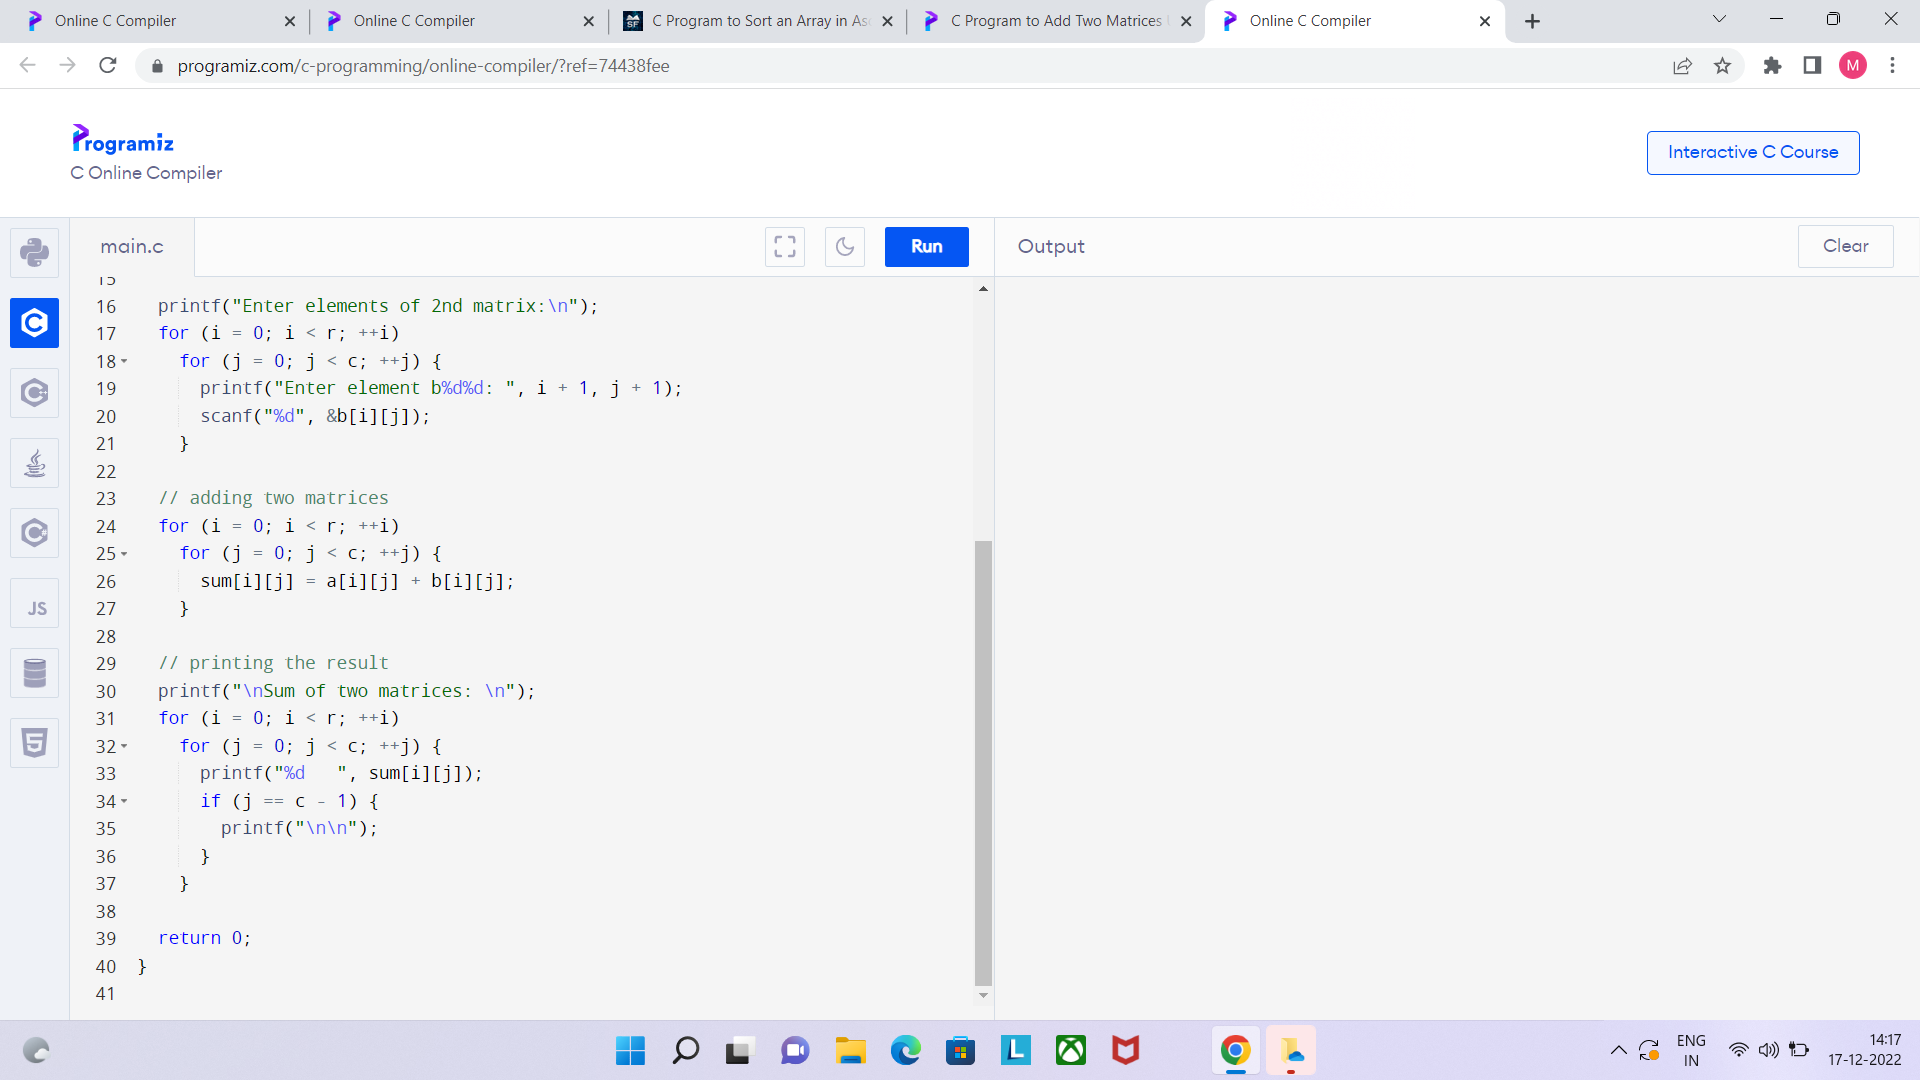 Online C Compiler
Online C Compiler
SF
C Program to Sort an Array in Asc
C Program to Add Two Matrices
Online C Compiler
programiz.com/c-programming/online-compiler/?ref=74438fee
M
Programiz
C Online Compiler
Interactive C Course
main.c
Run
Output
Clear
JS
15
16 printf("Enter elements of 2nd matrix:\n");
17 for (i = 0; i < r; ++i)
18 for (j = 0; j < c; ++j) {
19 printf("Enter element b%d%d: ", i + 1, j + 1);
20 scanf("%d", &b[i][j]);
21 }
22
23 // adding two matrices
24 for (i = 0; i < r; ++i)
25 for (j = 0; j < c; ++j) {
26 sum[i][j] = a[i][j] + b[i][j];
27 }
28
29 // printing the result
30 printf("\nSum of two matrices: \n");
31 for (i = 0; i < r; ++i)
32 for (j = 0; j < c; ++j) {
33 printf("%d   ", sum[i][j]);
34 if (j == c - 1) {
35 printf("\n\n");
36 }
37 }
38
39 return 0;
40 }
41
L
ENG
IN
14:17
17-12-2022